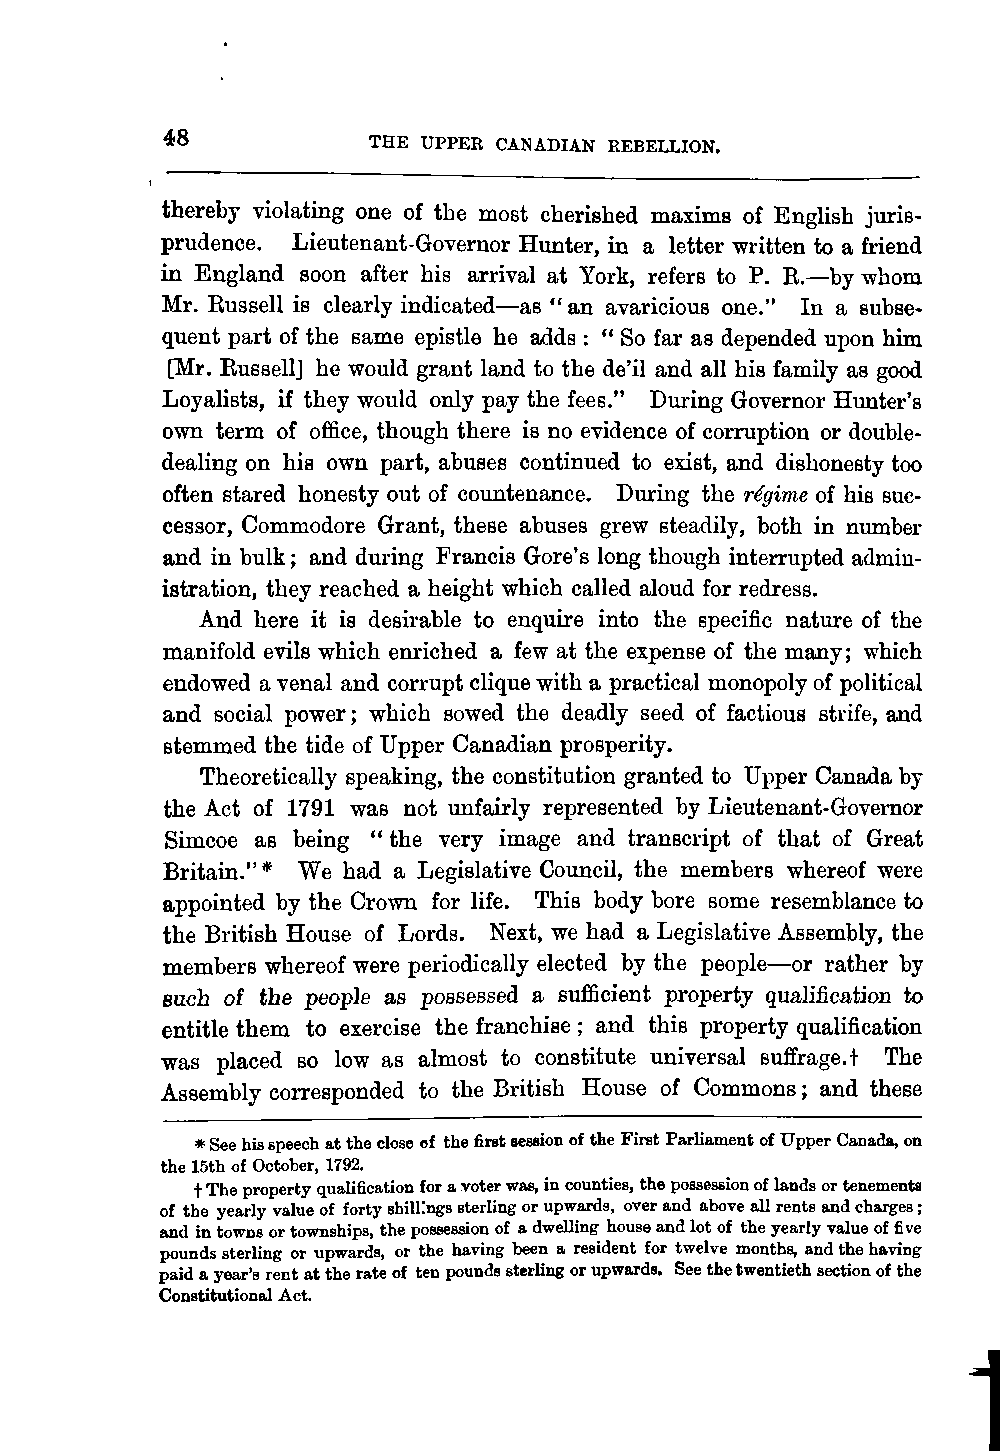 48 THE UPPER CANADIAN REBELLION.
thereby violating one of the most cherished maxims of English juris-
prudence. Lieutenant-Governor Hunter, in a letter written to a friend
in England soon after his arrival at York, refers to P. R.—by whom
Mr. Russell is clearly indicated—as "an avaricious one." In a subse-
quent part of the same epistle he adds: "So far as depended upon him
[Mr. Russell] he would grant land to the de'il and all his family as good
Loyalists, if they would only pay the fees." During Governor Hunter's
own term of office, though there is no evidence of corruption or double-
dealing on his own part, abuses continued to exist, and dishonesty too
often stared honesty out of countenance. During the régime of his suc-
cessor, Commodore Grant, these abuses grew steadily, both in number
and in bulk; and during Francis Gore's long though interrupted admin-
istration, they reached a height which called aloud for redress.
And here it is desirable to enquire into the specific nature of the
manifold evils which enriched a few at the expense of the many; which
endowed a venal and corrupt clique with a practical monopoly of political
and social power; which sowed the deadly seed of factious strife, and
stemmed the tide of Upper Canadian prosperity.
Theoretically speaking, the constitution granted to Upper Canada by
the Act of 1791 was not unfairly represented by Lieutenant-Governor
Simcoe as being "the very image and transcript of that of Great
Britain."* We had a Legislative Council, the members whereof were
appointed by the Crown for life. This body bore some resemblance to
the British House of Lords. Next, we had a Legislative Assembly, the
members whereof were periodically elected by the people—or rather by
such of the people as possessed a sufficient property qualification to
entitle them to exercise the franchise; and this property qualification
was placed so low as almost to constitute universal suffrage.† The
Assembly corresponded to the British House of Commons; and these
* See his speech at the close of the first session of the First Parliament of Upper Canada, on
the 15th of October, 1792.
† The property qualification for a voter was, in counties, the possession of lands or tenements
of the yearly value of forty shillings sterling or upwards, over and above all rents and charges;
and in towns or townships, the possession of a dwelling house and lot of the yearly value of five
pounds sterling or upwards, or the having been a resident for twelve months, and the having
paid a year's rent at the rate of ten pounds sterling or upwards. See the twentieth section of the
Constitutional Act.